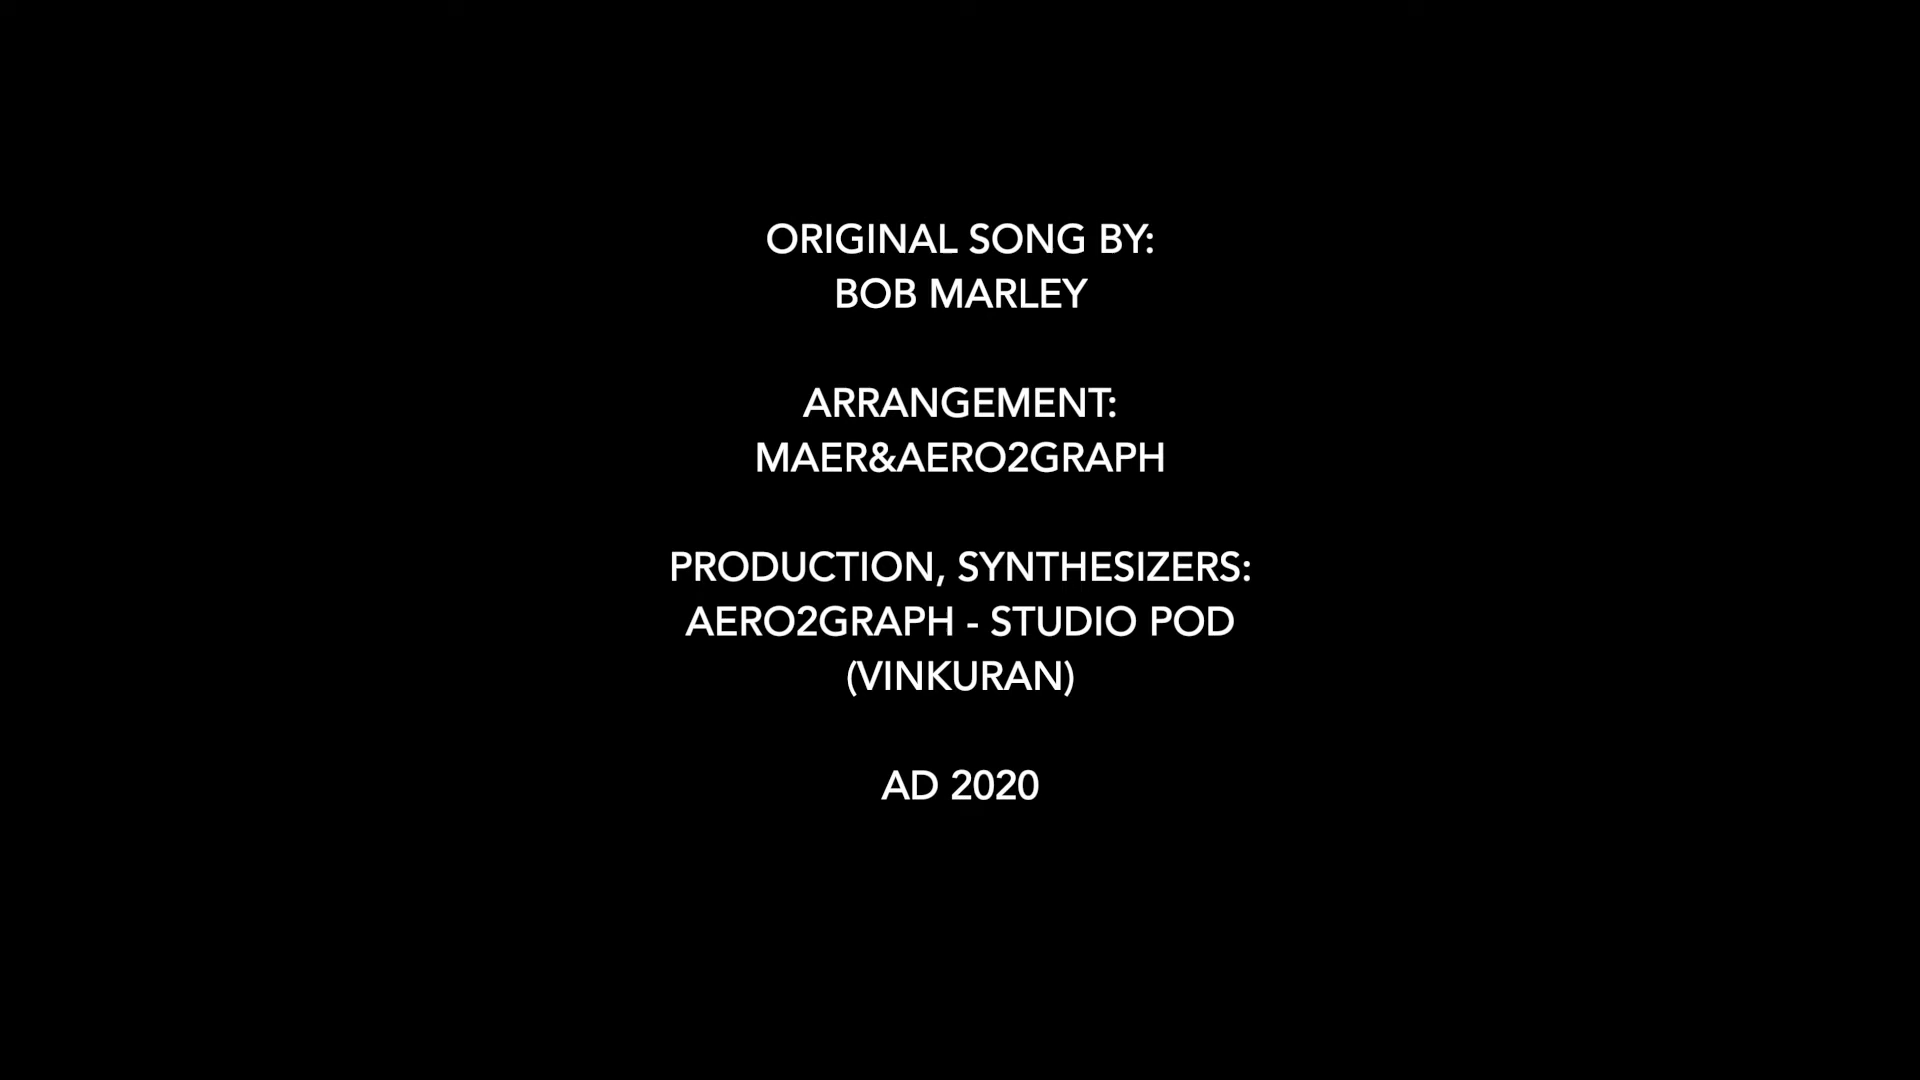 ORIGINAL SONG BY:
BOB MARLEY
ARRANGEMENT:
MAER&AERO2GRAPH
PRODUCTION, SYNTHESIZERS:
AERO2GRAPH - STUDIO POD
(VINKURAN)
AD 2020